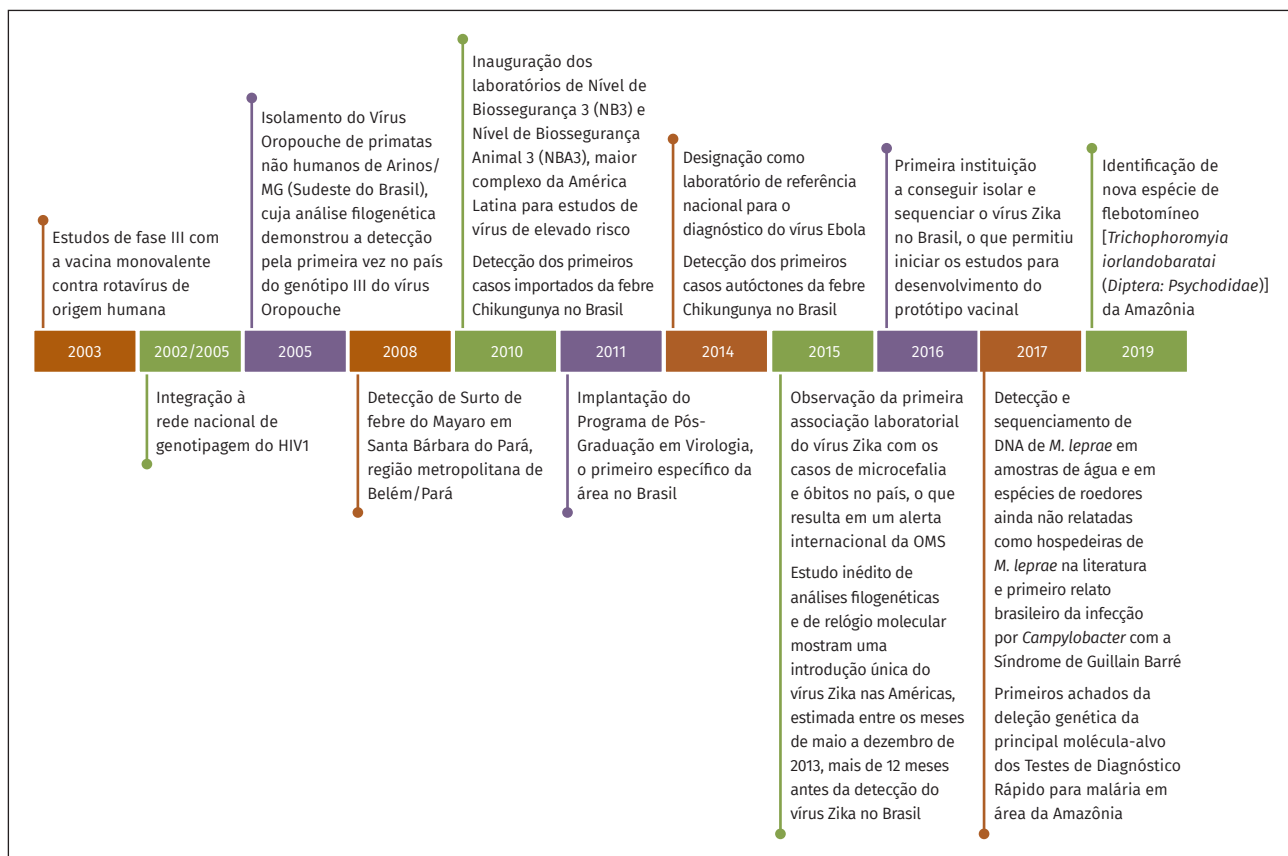 Estudos de fase III com
a vacina monovalente
contra rotavírus de
origem humana
Isolamento do Vírus
Oropouche de primatas
não humanos de Arinos/
MG (Sudeste do Brasil),
cuja análise filogenética
demonstrou a detecção
pela primeira vez no país
do genótipo III do vírus
Oropouche
Inauguração dos
laboratórios de Nível de
Biossegurança 3 (NB3) e
Nível de Biossegurança
Animal 3 (NBA3), maior
complexo da América
Latina para estudos de
vírus de elevado risco
Detecção dos primeiros
casos importados da febre
Chikungunya no Brasil
Designação como
laboratório de referência
nacional para o
diagnóstico do vírus Ebola
Detecção dos primeiros
casos autóctones da febre
Chikungunya no Brasil
Primeira instituição
a conseguir isolar e
sequenciar o vírus Zika
no Brasil, o que permitiu
iniciar os estudos para
desenvolvimento do
protótipo vacinal
Identificação de
nova espécie de
flebotomíneo
[Trichophoromyia
iorlandobaratai
(Diptera: Psychodidae)]
da Amazônia
2003 2002/2005 2005 2008 2010 2011 2014 2015 2016 2017 2019
Integração à
rede nacional de
genotipagem do HIV1
Detecção de Surto de
febre do Mayaro em
Santa Bárbara do Pará,
região metropolitana de
Belém/Pará
Implantação do
Programa de Pós-
Graduação em Virologia,
o primeiro específico da
área no Brasil
Observação da primeira
associação laboratorial
do vírus Zika com os
casos de microcefalia
e óbitos no país, o que
resulta em um alerta
internacional da OMS
Estudo inédito de
análises filogenéticas
e de relógio molecular
mostram uma
introdução única do
vírus Zika nas Américas,
estimada entre os meses
de maio a dezembro de
2013, mais de 12 meses
antes da detecção do
vírus Zika no Brasil
Detecção e
sequenciamento de
DNA de M. leprae em
amostras de água e em
espécies de roedores
ainda não relatadas
como hospedeiras de
M. leprae na literatura
e primeiro relato
brasileiro da infecção
por Campylobacter com a
Síndrome de Guillain Barré
Primeiros achados da
deleção genética da
principal molécula-alvo
dos Testes de Diagnóstico
Rápido para malária em
área da Amazônia